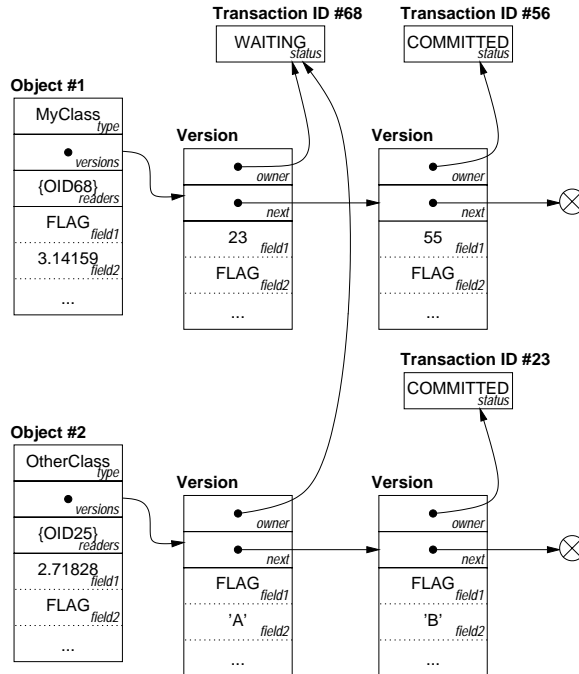 Transaction ID #68
WAITING
status
Transaction ID #56
COMMITTED
status
Object #1
MyClass
type
versions
{OID68}
readers
FLAG
field1
3.14159
field2
...
Version
owner
next
23
field1
FLAG
field2
...
Version
owner
next
55
field1
FLAG
field2
...
Transaction ID #23
COMMITTED
status
Object #2
OtherClass
type
versions
{OID25}
readers
2.71828
field1
FLAG
field2
...
Version
owner
next
FLAG
field1
'A'
field2
...
Version
owner
next
FLAG
field1
'B'
field2
...